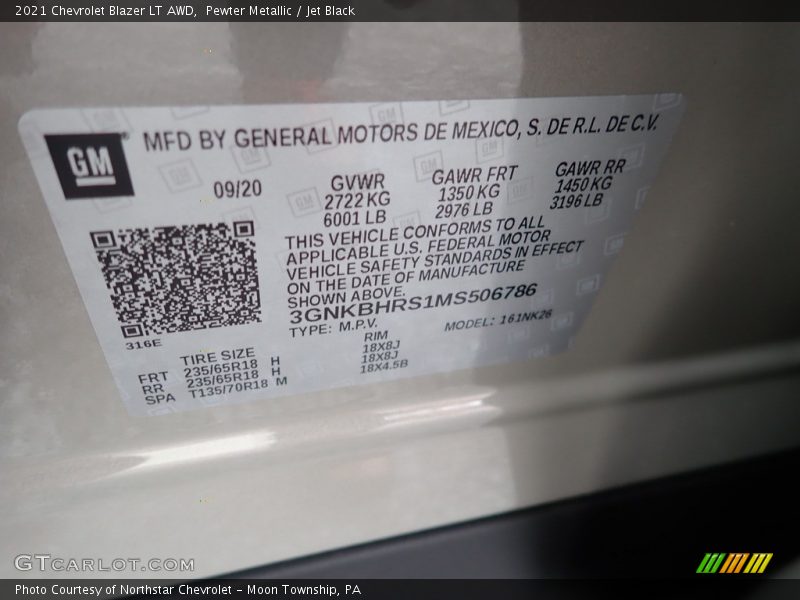 2021 Chevrolet Blazer LT AWD,  Pewter Metallic / Jet Black
GM
MFD BY GENERAL MOTORS DE MEXICO, S. DE R.L. DE C.V.
09/20
GVWR
2722 KG
6001 LB
GAWR FRT
1350 KG
2976 LB
GAWR RR
1450 KG
3196 LB
THIS VEHICLE CONFORMS TO ALL
APPLICABLE U.S. FEDERAL MOTOR
VEHICLE SAFETY STANDARDS IN EFFECT
ON THE DATE OF MANUFACTURE
SHOWN ABOVE.
3GNKBHRS1MS506786
TYPE: M.P.V.
MODEL: 161NK26
316E
TIRE SIZE RIM
FRT 235/65R18 H 18X8J
RR 235/65R18 H 18X8J
SPA T135/70R18 M 18X4.5B
GTCARLOT.COM
Photo Courtesy of Northstar Chevrolet - Moon Township, PA